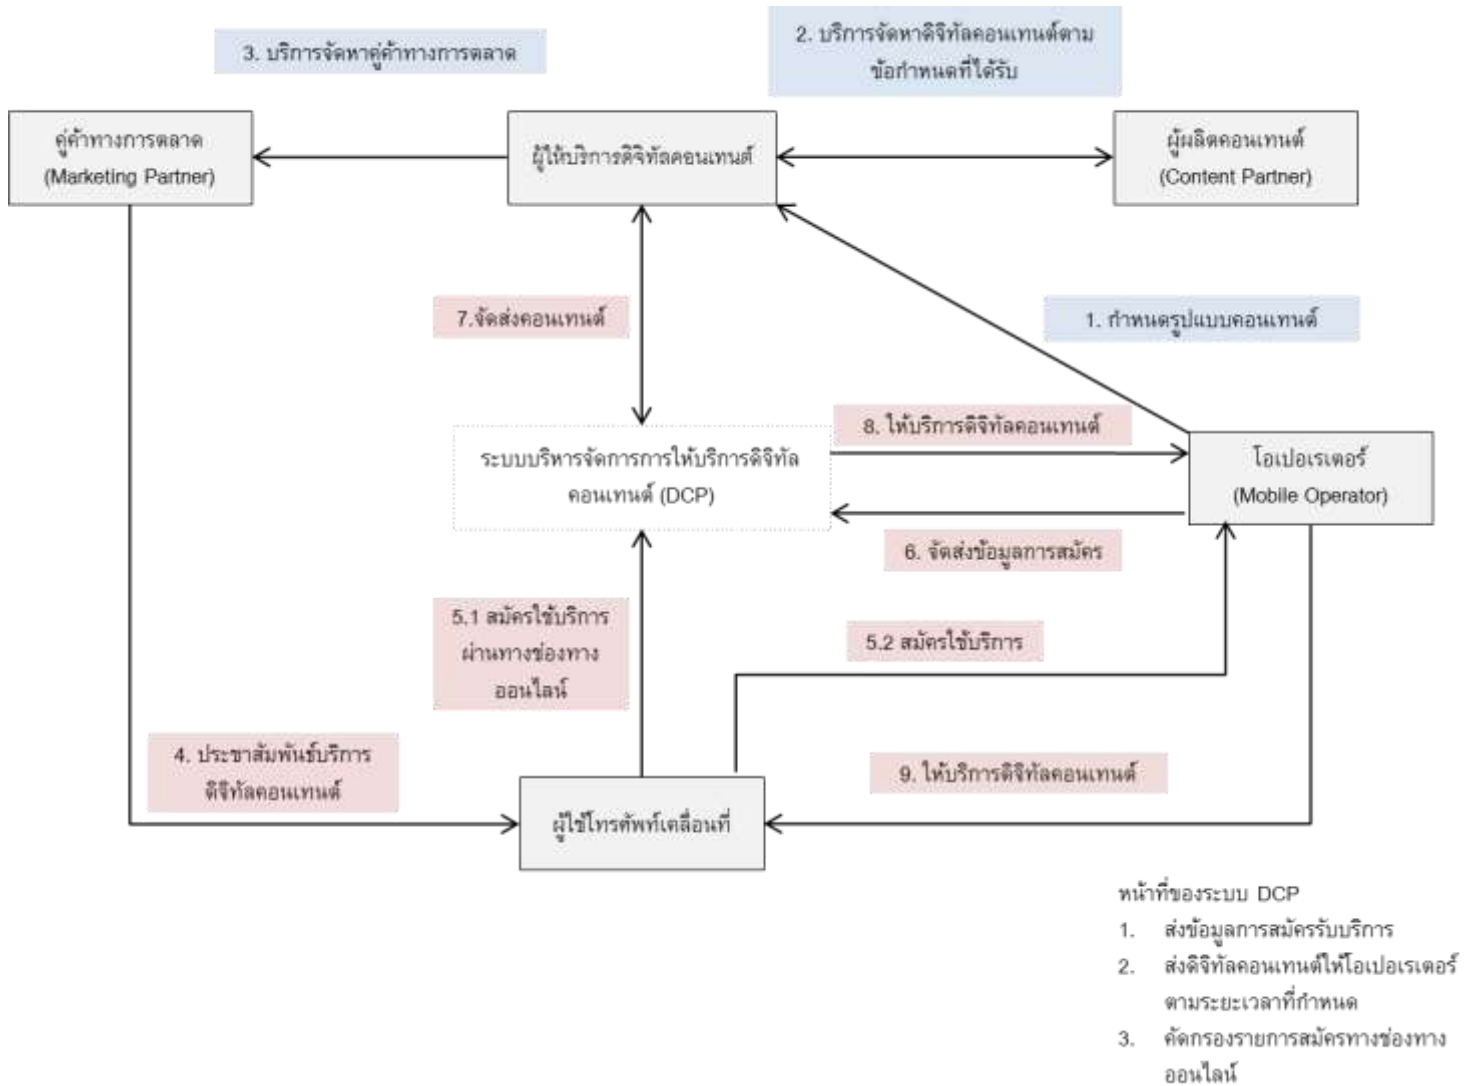 3. บริการจัดหาคู่ค้าทางการตลาด
2. บริการจัดหาดิจิทัลคอนเทนต์ตาม
ข้อกำหนดที่ได้รับ
คู่ค้าทางการตลาด
(Marketing Partner)
ผู้ให้บริการดิจิทัลคอนเทนต์
ผู้ผลิตคอนเทนต์
(Content Partner)
7.จัดส่งคอนเทนต์
1. กำหนดรูปแบบคอนเทนต์
8. ให้บริการดิจิทัลคอนเทนต์
ระบบบริหารจัดการการให้บริการดิจิทัล
คอนเทนต์ (DCP)
โอเปอเรเตอร์
(Mobile Operator)
6. จัดส่งข้อมูลการสมัคร
5.1 สมัครใช้บริการ
ผ่านทางช่องทาง
ออนไลน์
5.2 สมัครใช้บริการ
4. ประชาสัมพันธ์บริการ
ดิจิทัลคอนเทนต์
9. ให้บริการดิจิทัลคอนเทนต์
ผู้ใช้โทรศัพท์เคลื่อนที่
หน้าที่ของระบบ DCP
1. ส่งข้อมูลการสมัครรับบริการ
2. ส่งดิจิทัลคอนเทนต์ให้โอเปอเรเตอร์
ตามระยะเวลาที่กำหนด
3. คัดกรองรายการสมัครทางช่องทาง
ออนไลน์